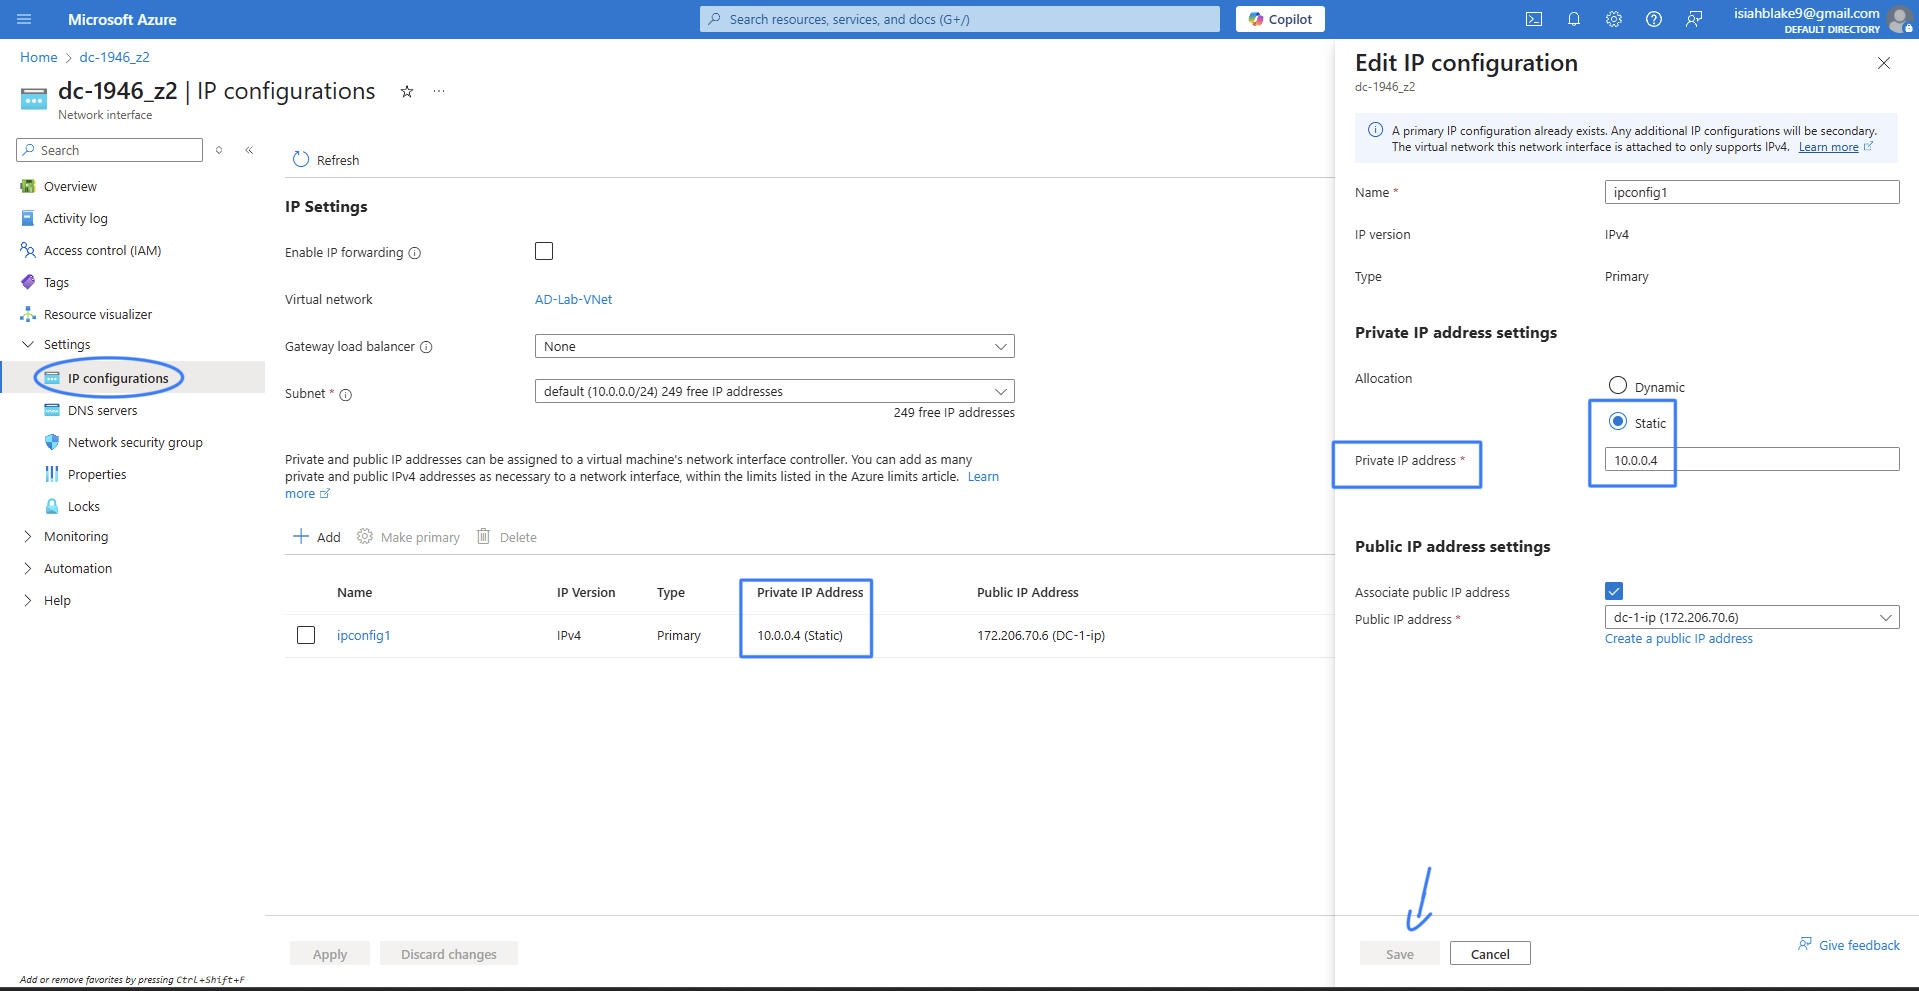 Microsoft Azure
Search resources, services, and docs (G+/)
Copilot
isiahblake9@gmail.com
DEFAULT DIRECTORY
Home > dc-1946_z2
dc-1946_z2 | IP configurations
Network interface
Search
Overview
Activity log
Access control (IAM)
Tags
Resource visualizer
Settings
IP configurations
DNS servers
Network security group
Properties
Locks
Monitoring
Automation
Help
Add or remove favorites by pressing Ctrl+Shift+F
Refresh
IP Settings
Enable IP forwarding
Virtual network AD-Lab-VNet
Gateway load balancer None
Subnet * default (10.0.0.0/24) 249 free IP addresses
249 free IP addresses
Private and public IP addresses can be assigned to a virtual machine's network interface controller. You can add as many
private and public IPv4 addresses as necessary to a network interface, within the limits listed in the Azure limits article. Learn
more
Add Make primary Delete
Name IP Version Type Private IP Address Public IP Address
ipconfig1 IPv4 Primary 10.0.0.4 (Static) 172.206.70.6 (DC-1-ip)
Apply Discard changes
Edit IP configuration
dc-1946_z2
A primary IP configuration already exists. Any additional IP configurations will be secondary.
The virtual network this network interface is attached to only supports IPv4. Learn more
Name * ipconfig1
IP version IPv4
Type Primary
Private IP address settings
Allocation
Dynamic
Static
Private IP address * 10.0.0.4
Public IP address settings
Associate public IP address
Public IP address * dc-1-ip (172.206.70.6)
Create a public IP address
Save Cancel
Give feedback